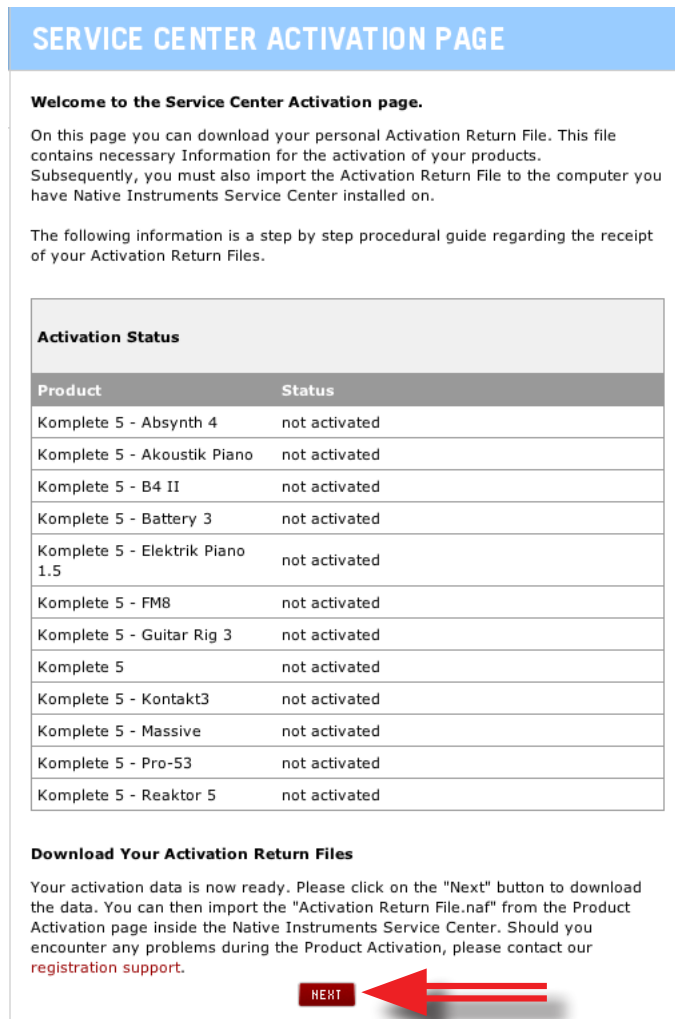 SERVICE CENTER ACTIVATION PAGE
Welcome to the Service Center Activation page.
On this page you can download your personal Activation Return File. This file
contains necessary Information for the activation of your products.
Subsequently, you must also import the Activation Return File to the computer you
have Native Instruments Service Center installed on.
The following information is a step by step procedural guide regarding the receipt
of your Activation Return Files.
Activation Status
Product Status
Komplete 5 - Absynth 4 not activated
Komplete 5 - Akoustik Piano not activated
Komplete 5 - B4 II not activated
Komplete 5 - Battery 3 not activated
Komplete 5 - Elektrik Piano
1.5 not activated
Komplete 5 - FM8 not activated
Komplete 5 - Guitar Rig 3 not activated
Komplete 5 not activated
Komplete 5 - Kontakt3 not activated
Komplete 5 - Massive not activated
Komplete 5 - Pro-53 not activated
Komplete 5 - Reaktor 5 not activated
Download Your Activation Return Files
Your activation data is now ready. Please click on the "Next" button to download
the data. You can then import the "Activation Return File.naf" from the Product
Activation page inside the Native Instruments Service Center. Should you
encounter any problems during the Product Activation, please contact our
registration support.
NEXT